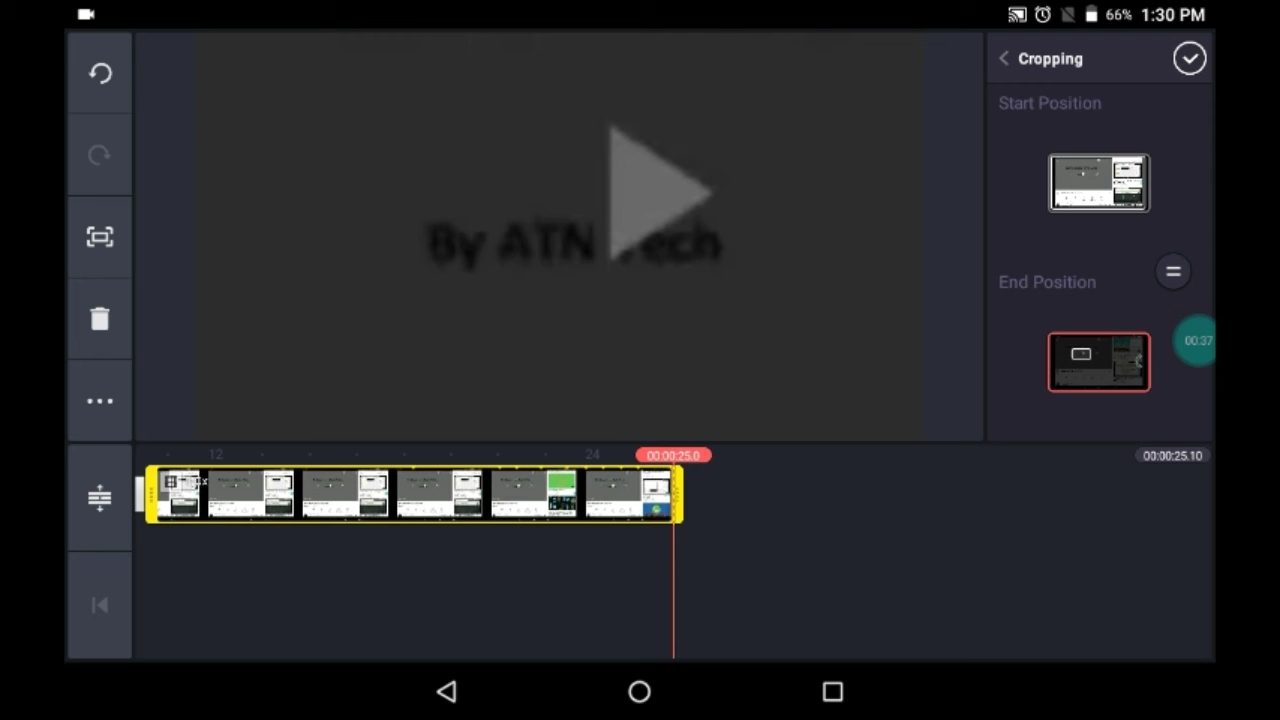 66% 1:30 PM
Cropping
Start Position
By ATN Tech
End Position
00:37
12
24
00:00:25.0
00:00:25.10